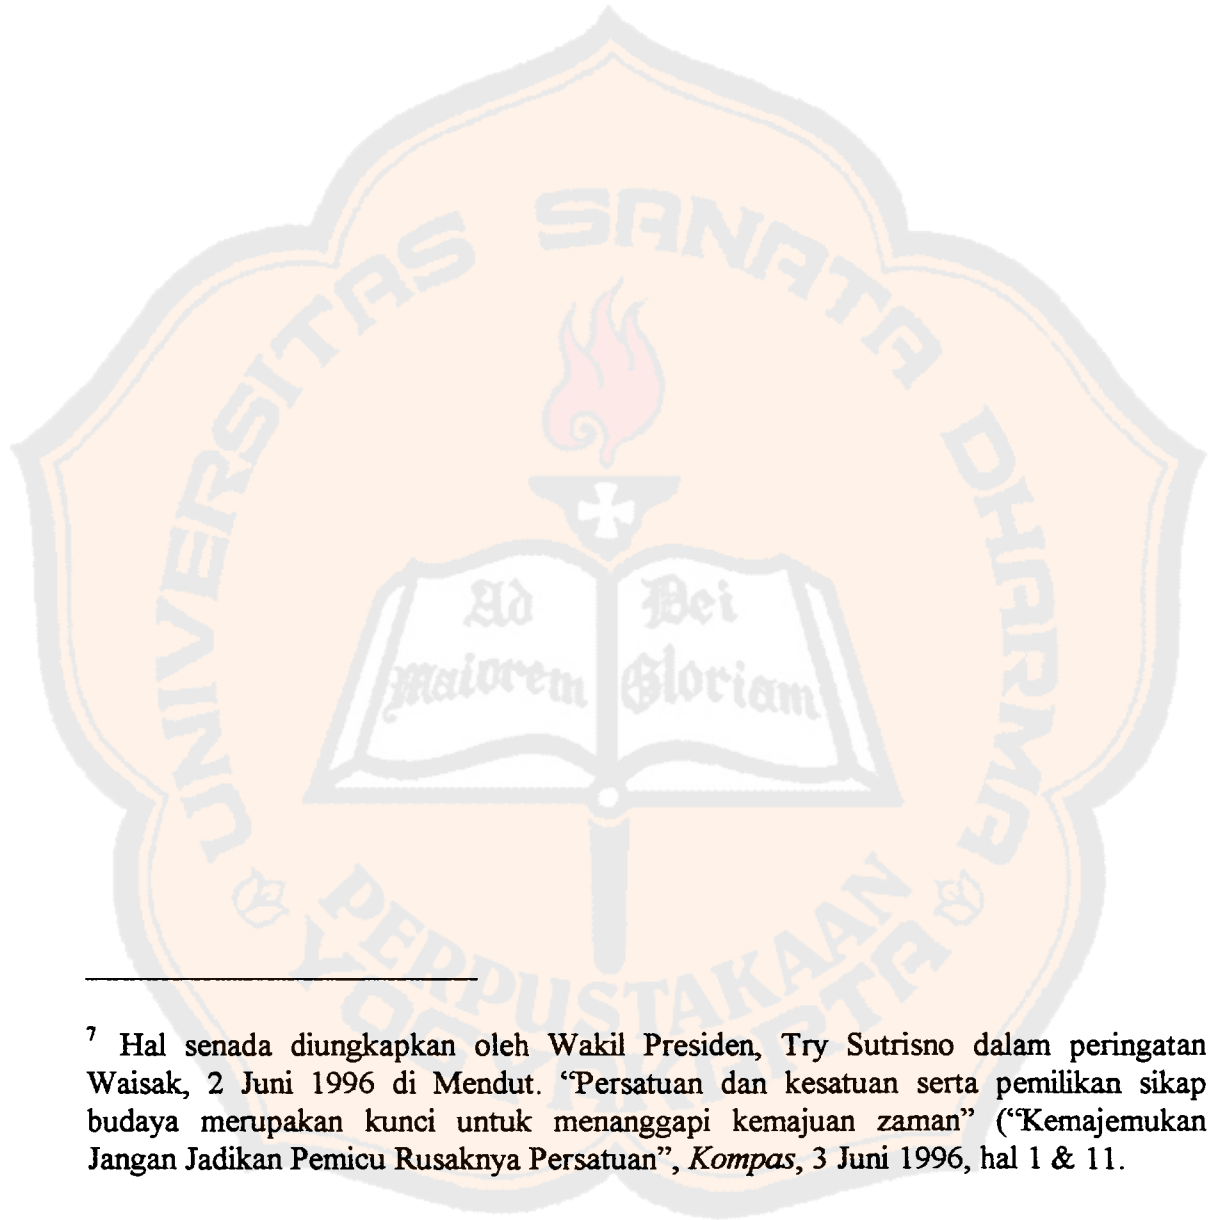 UNIVERSITAS SANATA DHARMA
Ad Dei
Maiorem Gloriam
PERPUSTAKAAN
YOGYAKARTA
7 Hal senada diungkapkan oleh Wakil Presiden, Try Sutrisno dalam peringatan
Waisak, 2 Juni 1996 di Mendut. “Persatuan dan kesatuan serta pemilikan sikap
budaya merupakan kunci untuk menanggapi kemajuan zaman” (“Kemajemukan
Jangan Jadikan Pemicu Rusaknya Persatuan”, Kompas, 3 Juni 1996, hal 1 & 11.